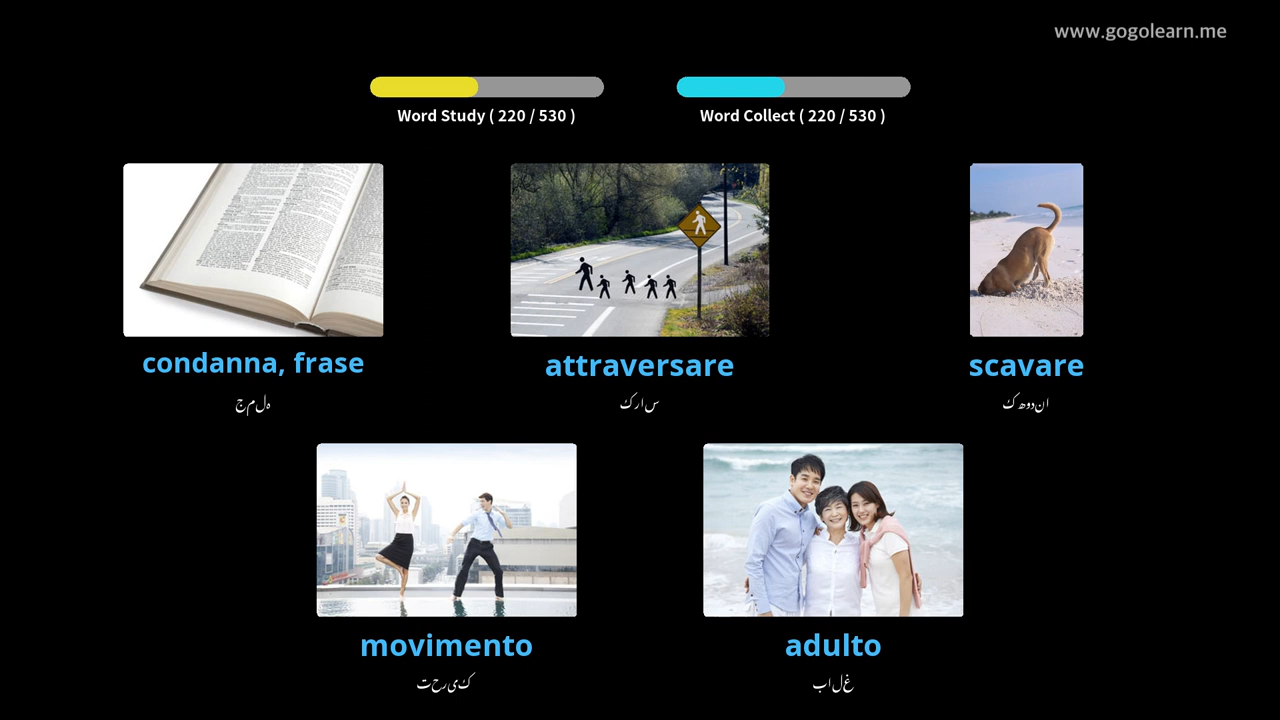 www.gogolearn.me
Word Study ( 220 / 530 )
Word Collect ( 220 / 530 )
condanna, frase
attraversare
scavare
جملہ
کراس
کھودنا
movimento
adulto
تحریک
بالغ